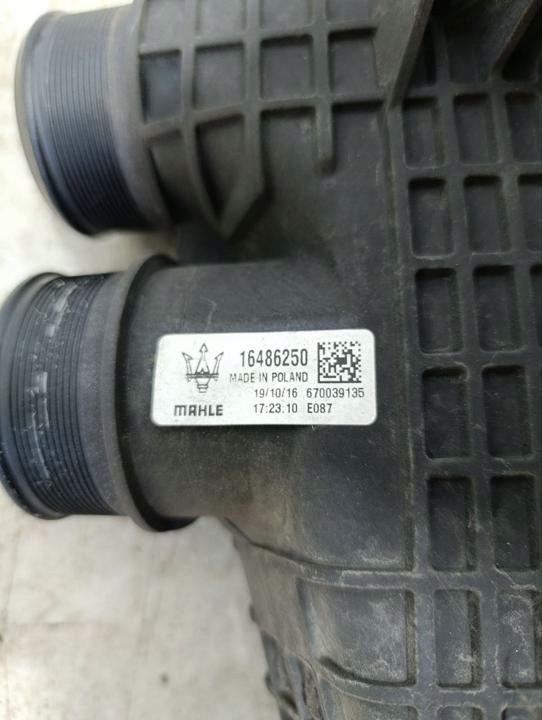 16486250
MADE IN POLAND
19/10/16 670039135
MAHLE 17:23.10 E087